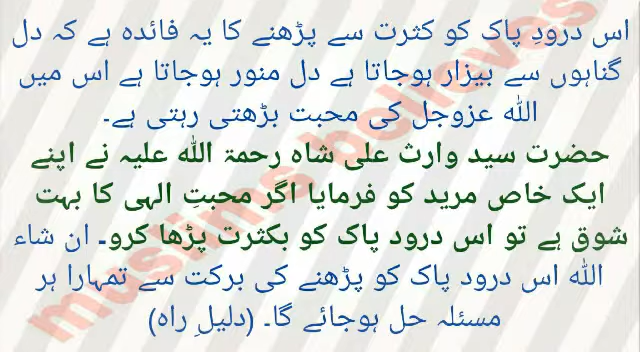 اس درودِ پاک کو کثرت سے پڑھنے کا یہ فائدہ ہے کہ دل
گناہوں سے بیزار ہوجاتا ہے دل منور ہوجاتا ہے اس میں
اللہ عزوجل کی محبت بڑھتی رہتی ہے۔
حضرت سید وارث علی شاہ رحمۃ اللہ علیہ نے اپنے
ایک خاص مرید کو فرمایا اگر محبتِ الہی کا بہت
شوق ہے تو اس درود پاک کو بکثرت پڑھا کرو۔ ان شاء
اللہ اس درود پاک کو پڑھنے کی برکت سے تمہارا ہر
مسئلہ حل ہوجائے گا۔ (دلیلِ راہ)